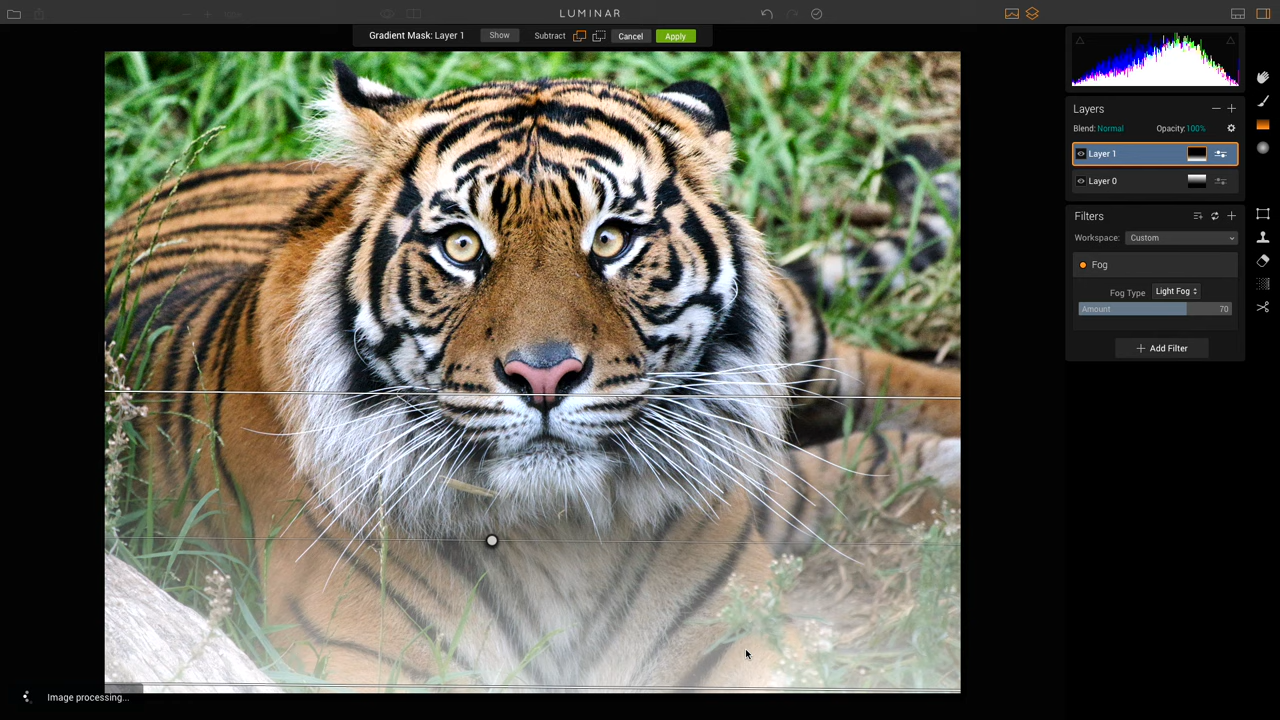 LUMINAR
Gradient Mask: Layer 1 Show Subtract Cancel Apply
Layers
Blend: Normal Opacity: 100%
Layer 1
Layer 0
Filters
Workspace: Custom
Fog
Fog Type Light Fog
Amount 70
Add Filter
Image processing...